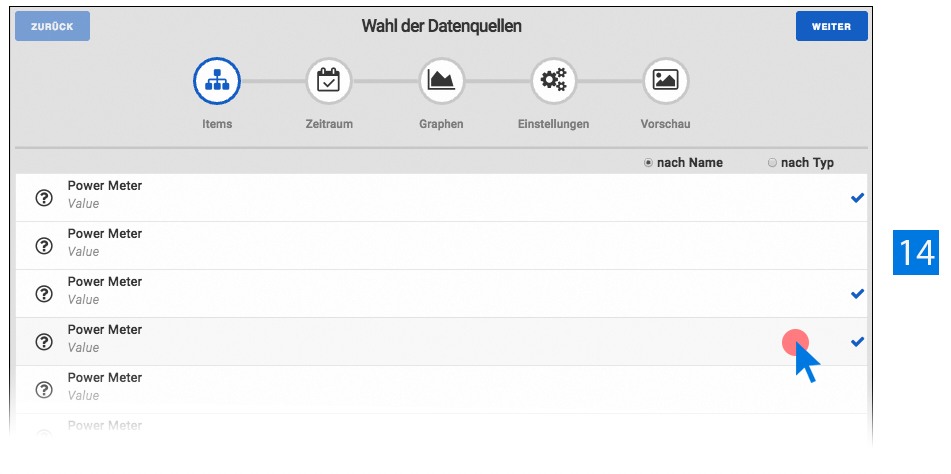 ZURÜCK
Wahl der Datenquellen
WEITER
Items
Zeitraum
Graphen
Einstellungen
Vorschau
nach Name
nach Typ
Power Meter
Value
Power Meter
Value
14
Power Meter
Value
Power Meter
Value
Power Meter
Value
Power Meter